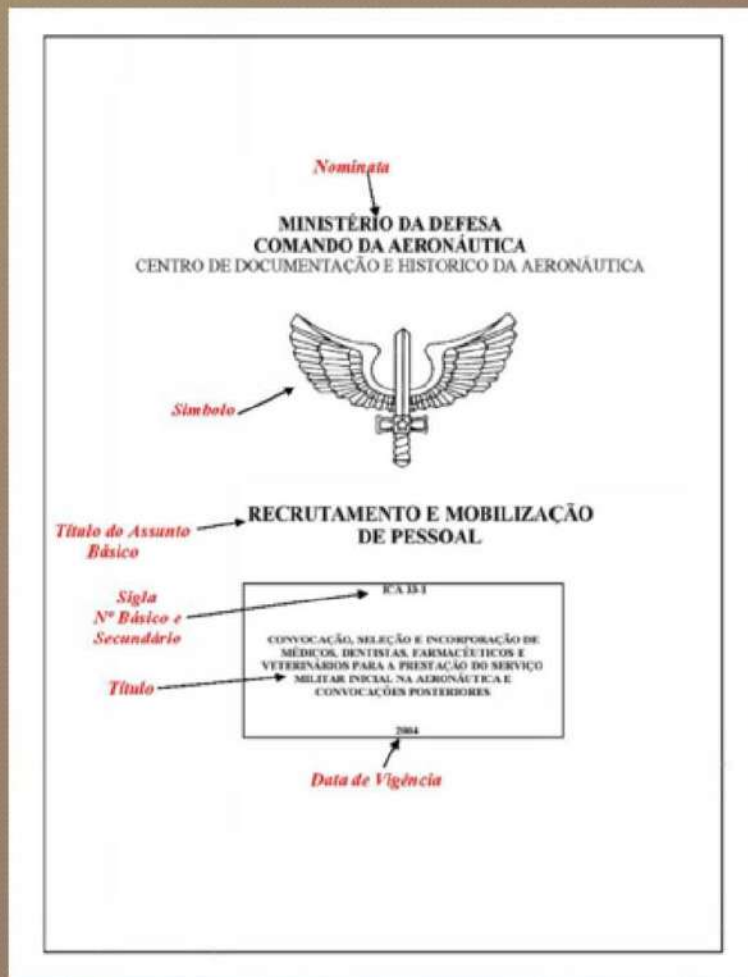 Nominata
MINISTÉRIO DA DEFESA
COMANDO DA AERONÁUTICA
CENTRO DE DOCUMENTAÇÃO E HISTORICO DA AERONÁUTICA
Símbolo
Título do Assunto
Básico
RECRUTAMENTO E MOBILIZAÇÃO
DE PESSOAL
Sigla
Nº Básico e
Secundário
ICA 33-1
CONVOCAÇÃO, SELEÇÃO E INCORPORAÇÃO DE
MÉDICOS, DENTISTAS, FARMACÊUTICOS E
VETERINÁRIOS PARA A PRESTAÇÃO DO SERVIÇO
MILITAR INICIAL NA AERONÁUTICA E
CONVOCAÇÕES POSTERIORES
Título
2004
Data de Vigência